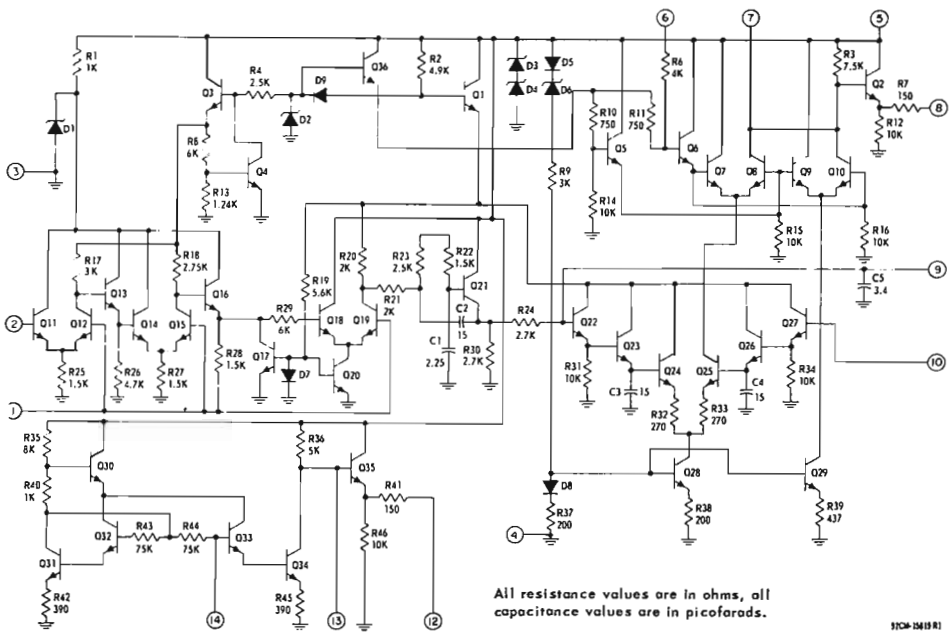 6
7
5
R1
1K
Q3
R4
2.5K
D9
Q36
R2
4.9K
Q1
D3
D5
D4
D6
R6
4K
R3
7.5K
Q2
R7
150
8
R12
10K
D1
D2
3
R8
6K
R13
1.24K
Q4
R10
750
R11
750
Q5
Q6
R9
3K
R14
10K
Q7
Q8
Q9
Q10
R15
10K
R16
10K
R17
3K
R18
2.75K
Q13
Q16
R19
5.6K
R20
2K
R23
2.5K
R22
1.5K
Q21
9
C5
3.4
2
Q11
Q12
Q14
Q15
R29
6K
Q18
Q19
R21
2K
C2
15
R24
2.7K
Q22
Q23
Q27
Q26
R25
1.5K
R26
4.7K
R27
1.5K
R28
1.5K
Q17
D7
Q20
C1
2.25
R30
2.7K
R31
10K
C3
15
Q24
Q25
C4
15
R34
10K
10
1
R32
270
R33
270
R35
8K
Q30
R36
5K
Q35
R40
1K
R41
150
D8
Q28
Q29
Q32
R43
75K
R44
75K
Q33
R46
10K
R37
200
R38
200
R39
437
4
Q31
Q34
R42
390
R45
390
14
13
12
All resistance values are in ohms, all
capacitance values are in picofarads.
92CM-15815R1